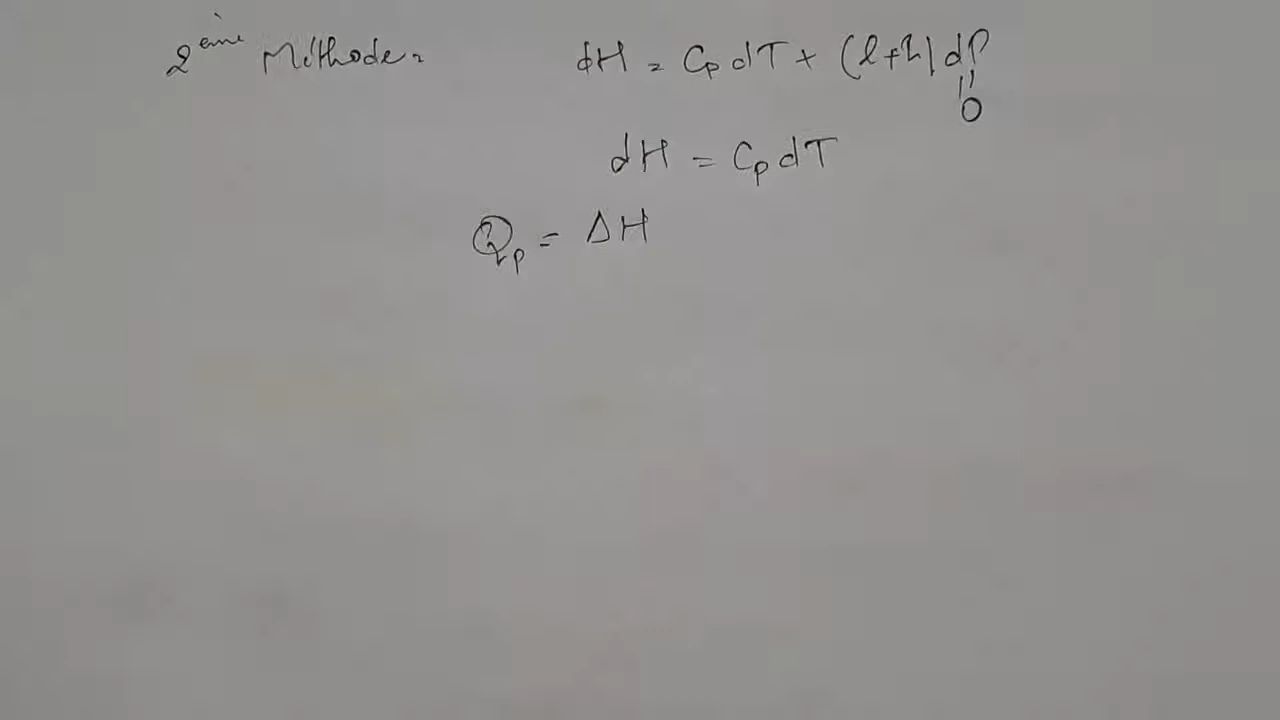 2ème Méthode = dH = Cp dT + (l+h) dP
=
0
dH = Cp dT
Qp = ΔH